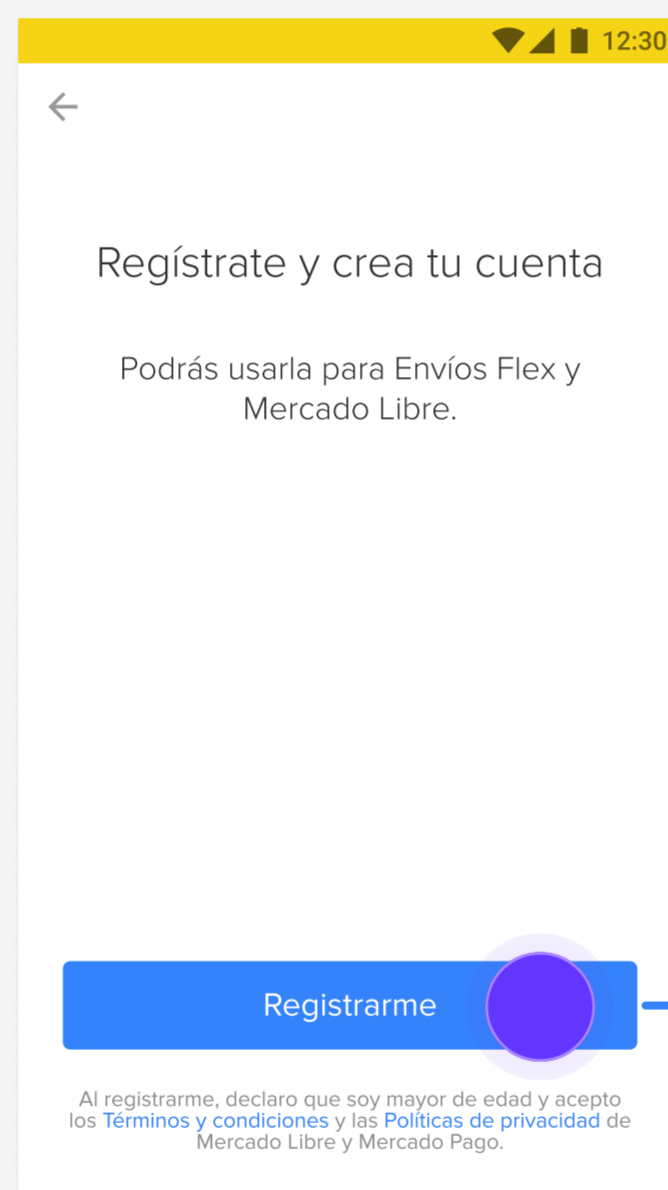 12:30
Regístrate y crea tu cuenta
Podrás usarla para Envíos Flex y
Mercado Libre.
Registrarme
Al registrarme, declaro que soy mayor de edad y acepto
los Términos y condiciones y las Políticas de privacidad de
Mercado Libre y Mercado Pago.